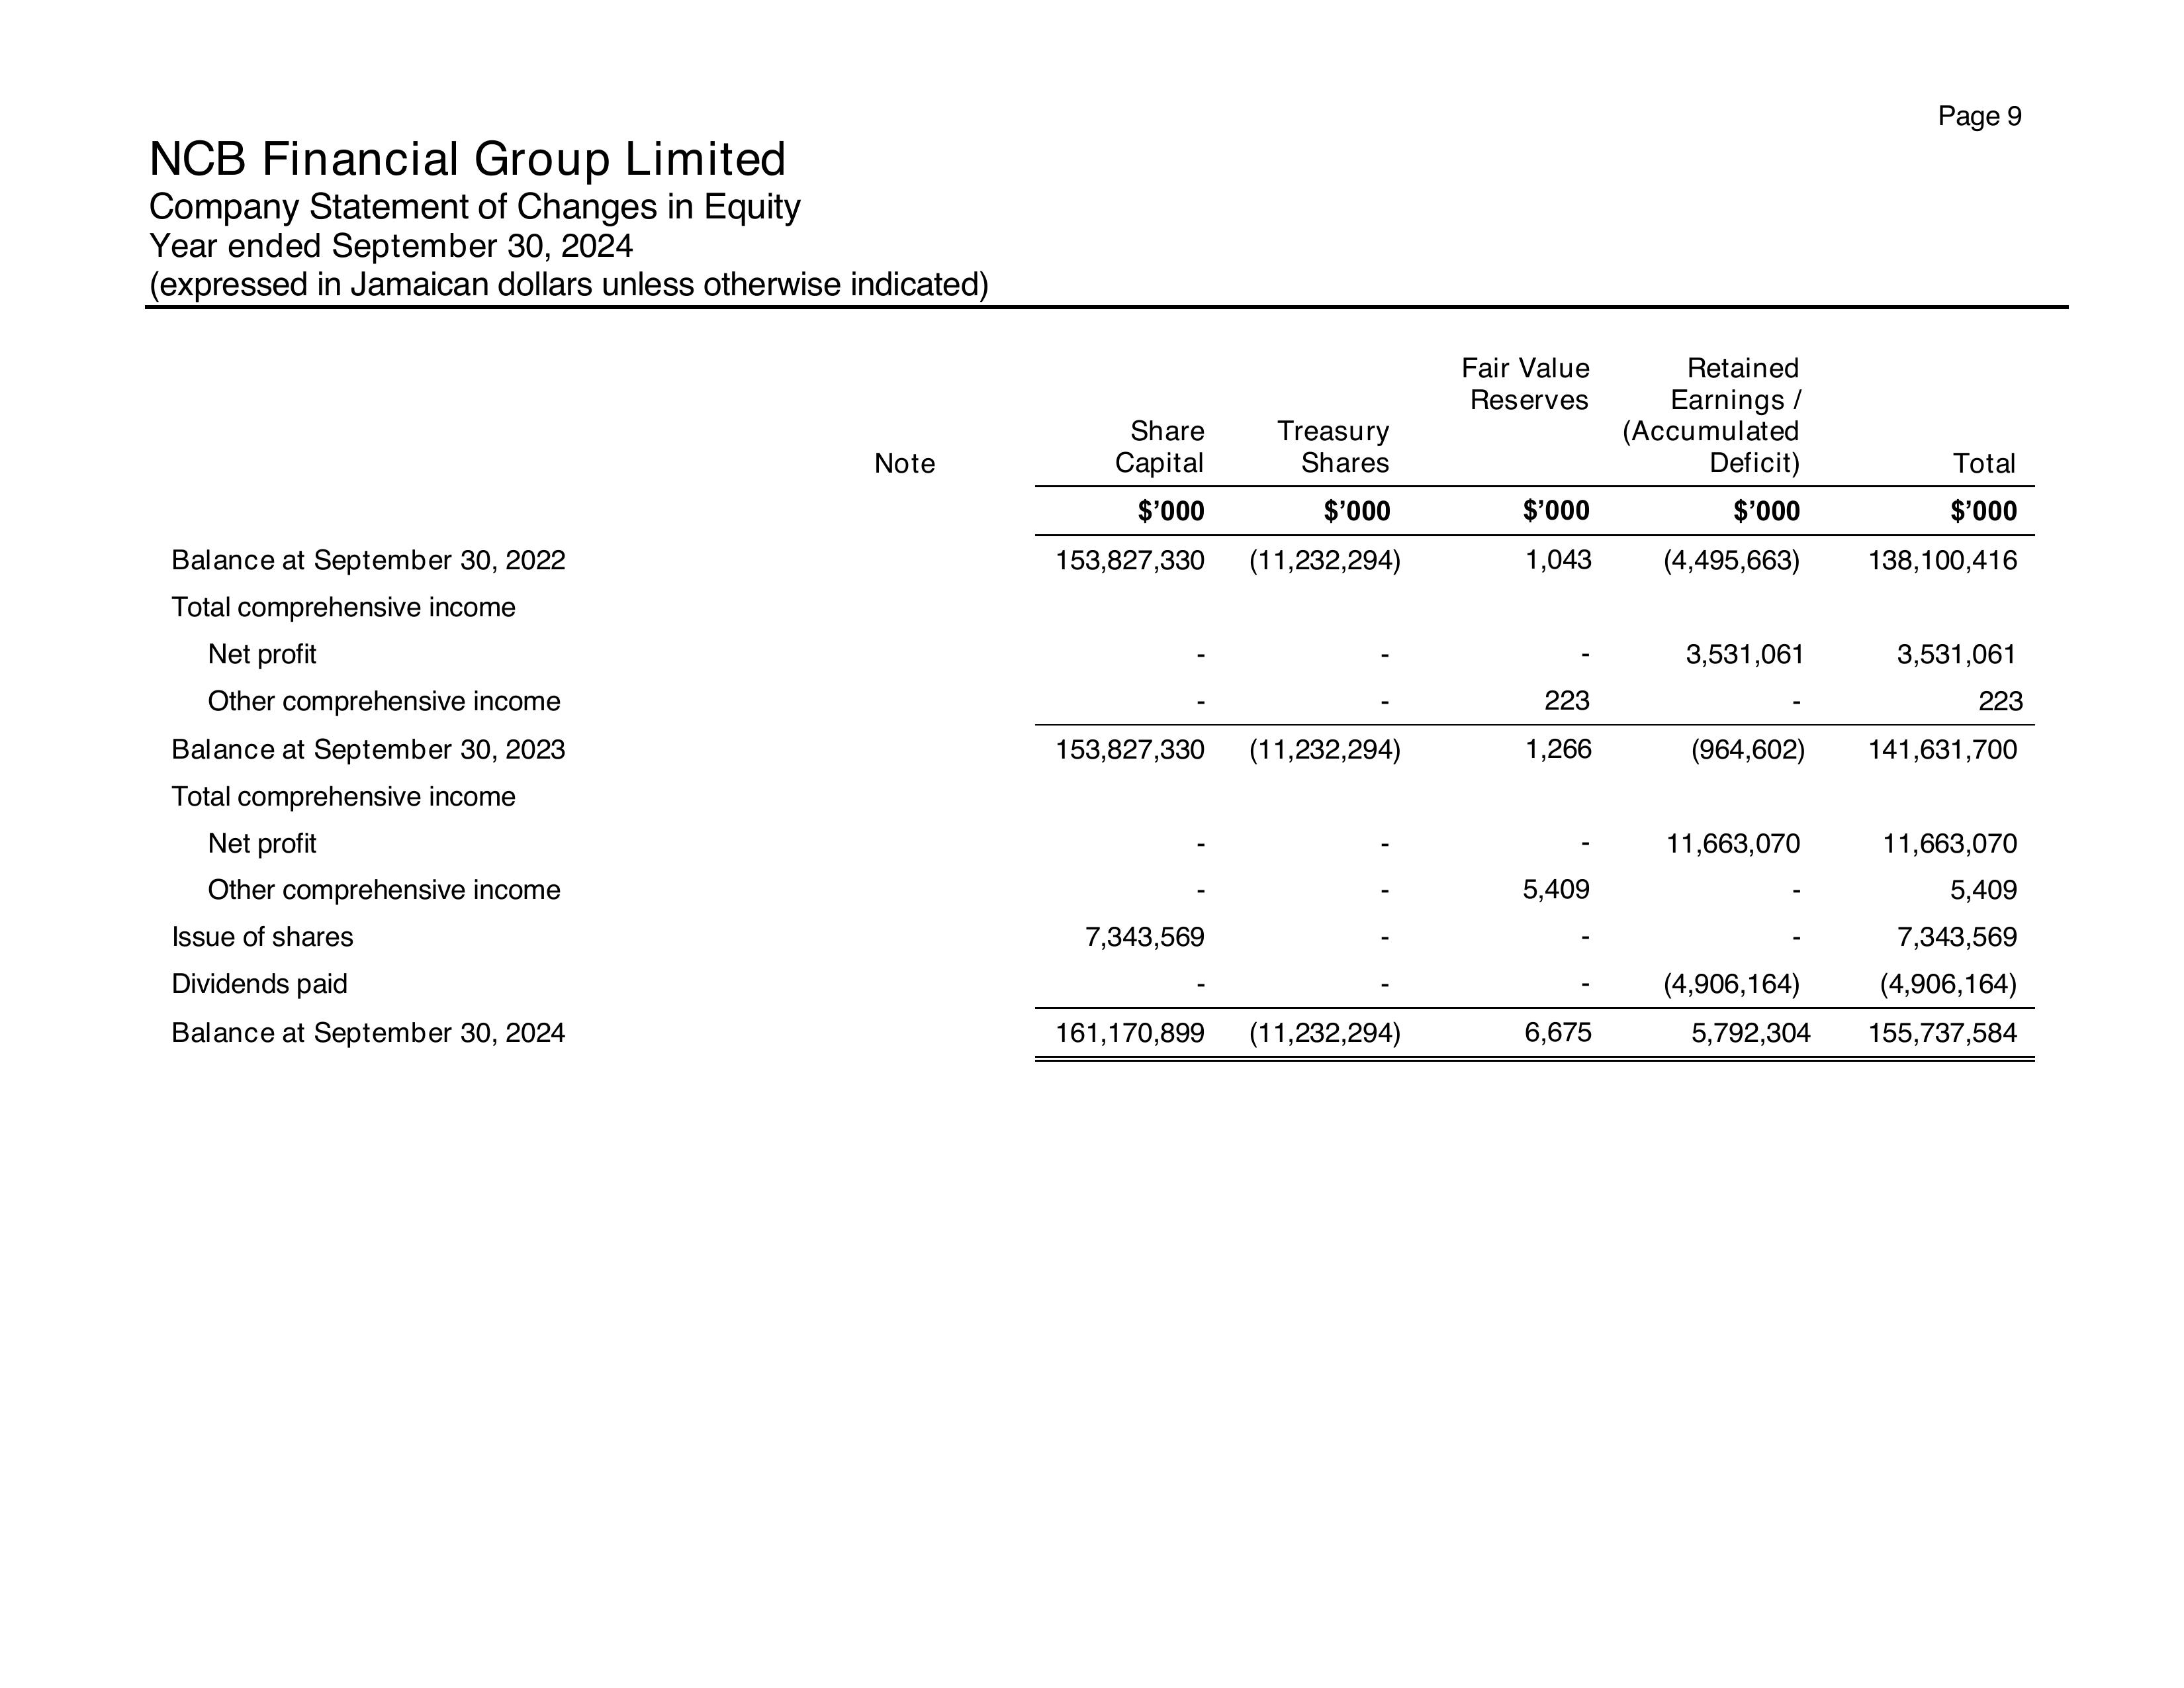 Page 9
NCB Financial Group Limited
Company Statement of Changes in Equity
Year ended September 30, 2024
(expressed in Jamaican dollars unless otherwise indicated)
Fair Value Retained
Reserves Earnings /
Share Treasury (Accumulated
Note Capital Shares Deficit) Total
$’000 $’000 $’000 $’000 $’000
Balance at September 30, 2022 153,827,330 (11,232,294) 1,043 (4,495,663) 138,100,416
Total comprehensive income
Net profit - - - 3,531,061 3,531,061
Other comprehensive income - - 223 - 223
Balance at September 30, 2023 153,827,330 (11,232,294) 1,266 (964,602) 141,631,700
Total comprehensive income
Net profit - - - 11,663,070 11,663,070
Other comprehensive income - - 5,409 - 5,409
Issue of shares 7,343,569 - - - 7,343,569
Dividends paid - - - (4,906,164) (4,906,164)
Balance at September 30, 2024 161,170,899 (11,232,294) 6,675 5,792,304 155,737,584